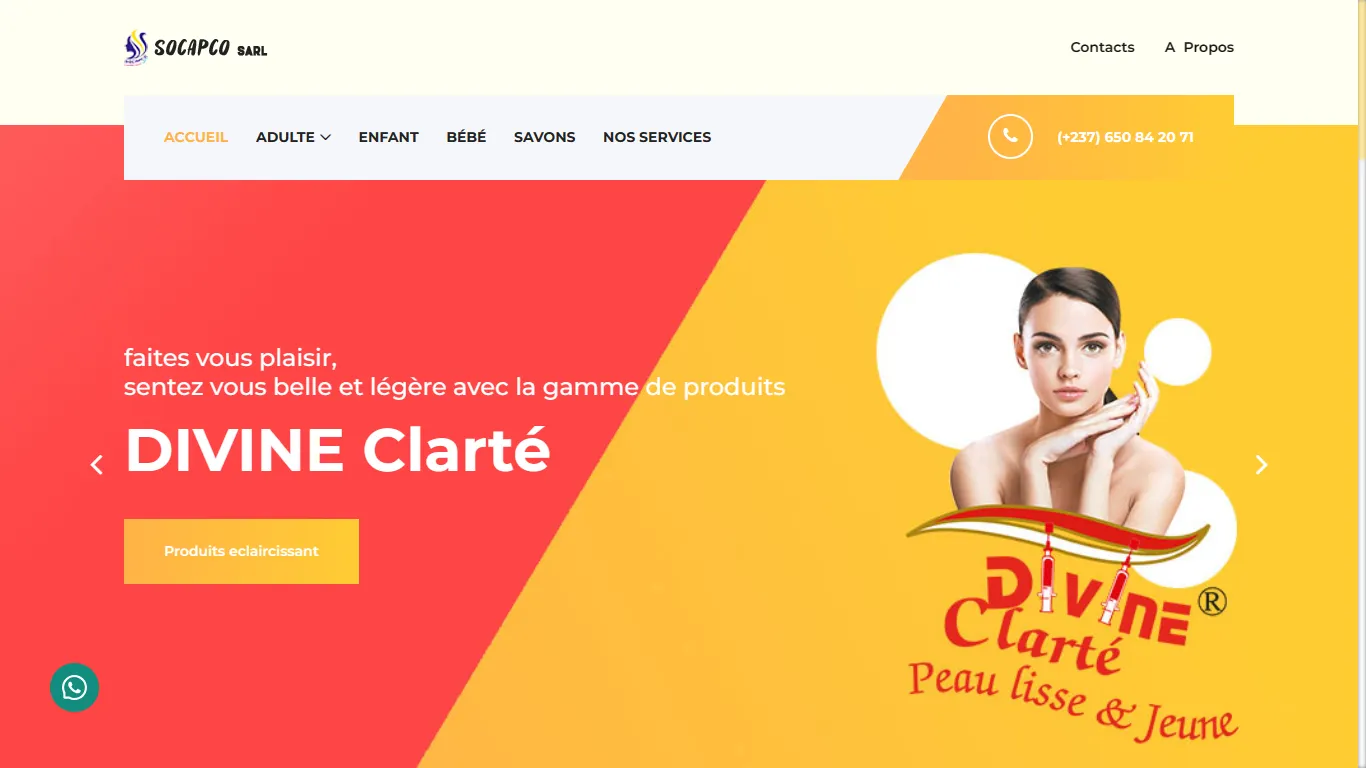 SOCAPCO SARL
Contacts
A Propos
ACCUEIL
ADULTE
ENFANT
BÉBÉ
SAVONS
NOS SERVICES
(+237) 650 84 20 71
faites vous plaisir,
sentez vous belle et légère avec la gamme de produits
DIVINE Clarté
Produits eclaircissant
DIVINE ®
Clarté
Peau lisse & Jeune